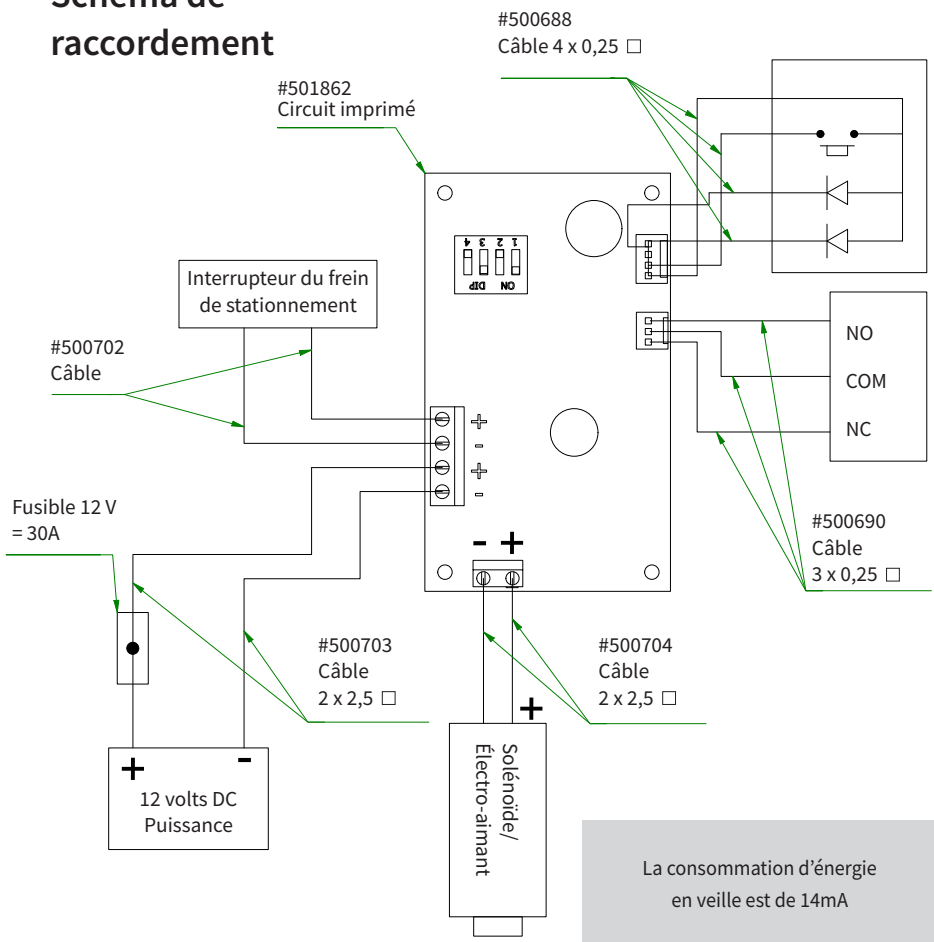 Schéma de
raccordement
#500688
Câble 4 x 0,25 □
#501862
Circuit imprimé
1 2 3 4
ON DIP
Interrupteur du frein
de stationnement
#500702
Câble
+
-
+
-
NO
COM
NC
Fusible 12 V
= 30A
#500690
Câble
3 x 0,25 □
- +
#500703
Câble
2 x 2,5 □
#500704
Câble
2 x 2,5 □
+
+ -
12 volts DC
Puissance
Solénoïde/
Électro-aimant
La consommation d’énergie
en veille est de 14mA